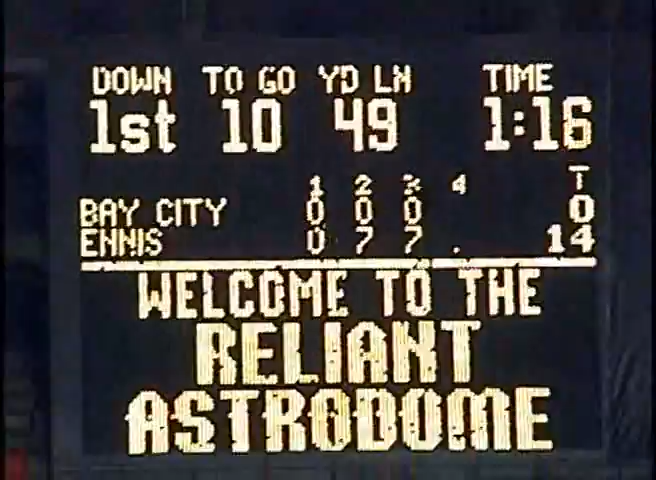 DOWN TO GO YD LN TIME
1st 10 49 1:16
1 2 3 4 T
BAY CITY 0 0 0 0
ENNIS 0 7 7 . 14
WELCOME TO THE
RELIANT
ASTRODOME